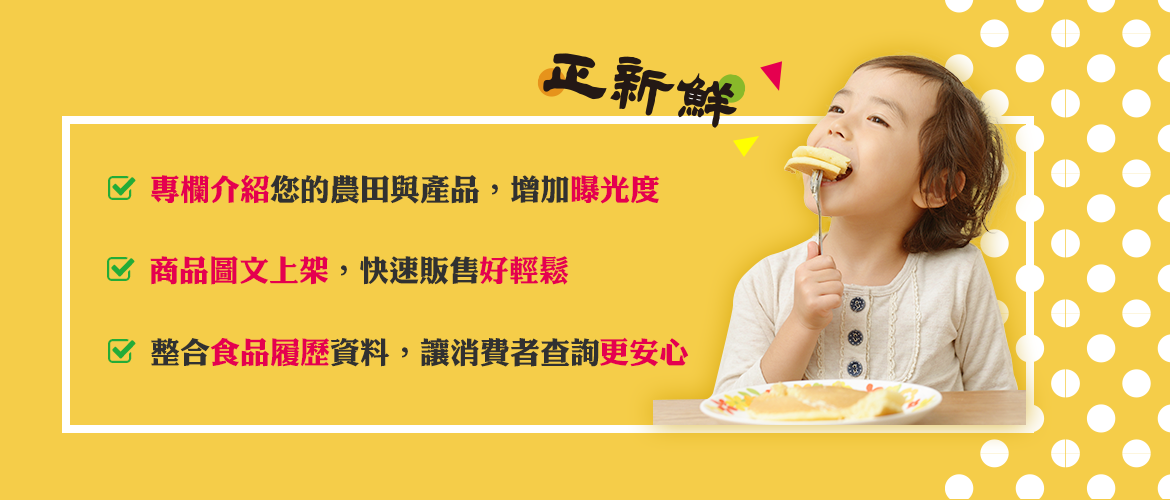 正新鮮
專欄介紹您的農田與產品，增加曝光度
商品圖文上架，快速販售好輕鬆
整合食品履歷資料，讓消費者查詢更安心